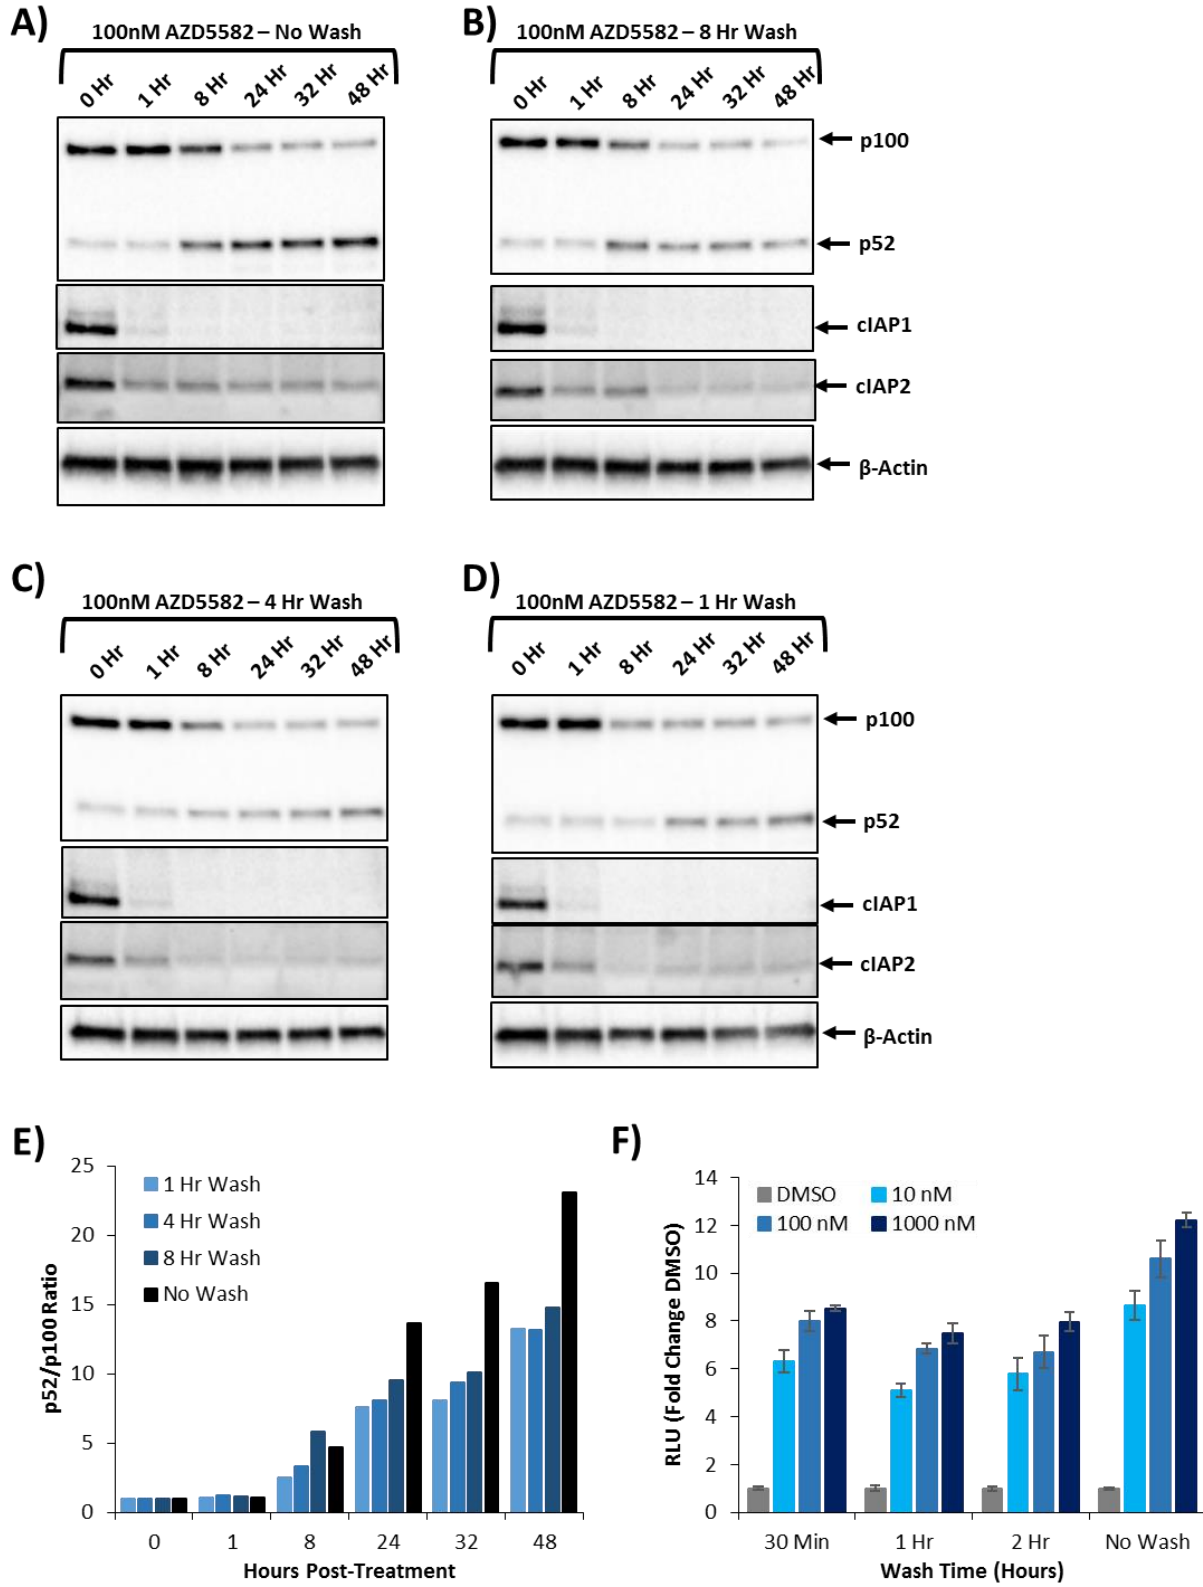 A)
100nM AZD5582 – No Wash
0 Hr 1 Hr 8 Hr 24 Hr 32 Hr 48 Hr
B)
100nM AZD5582 – 8 Hr Wash
0 Hr 1 Hr 8 Hr 24 Hr 32 Hr 48 Hr
p100
p52
cIAP1
cIAP2
β-Actin
C)
100nM AZD5582 – 4 Hr Wash
0 Hr 1 Hr 8 Hr 24 Hr 32 Hr 48 Hr
D)
100nM AZD5582 – 1 Hr Wash
0 Hr 1 Hr 8 Hr 24 Hr 32 Hr 48 Hr
p100
p52
cIAP1
cIAP2
β-Actin
E)
p52/p100 Ratio
25
20
15
10
5
0
1 Hr Wash
4 Hr Wash
8 Hr Wash
No Wash
0 1 8 24 32 48
Hours Post-Treatment
F)
RLU (Fold Change DMSO)
14
12
10
8
6
4
2
0
DMSO 10 nM
100 nM 1000 nM
30 Min 1 Hr 2 Hr No Wash
Wash Time (Hours)